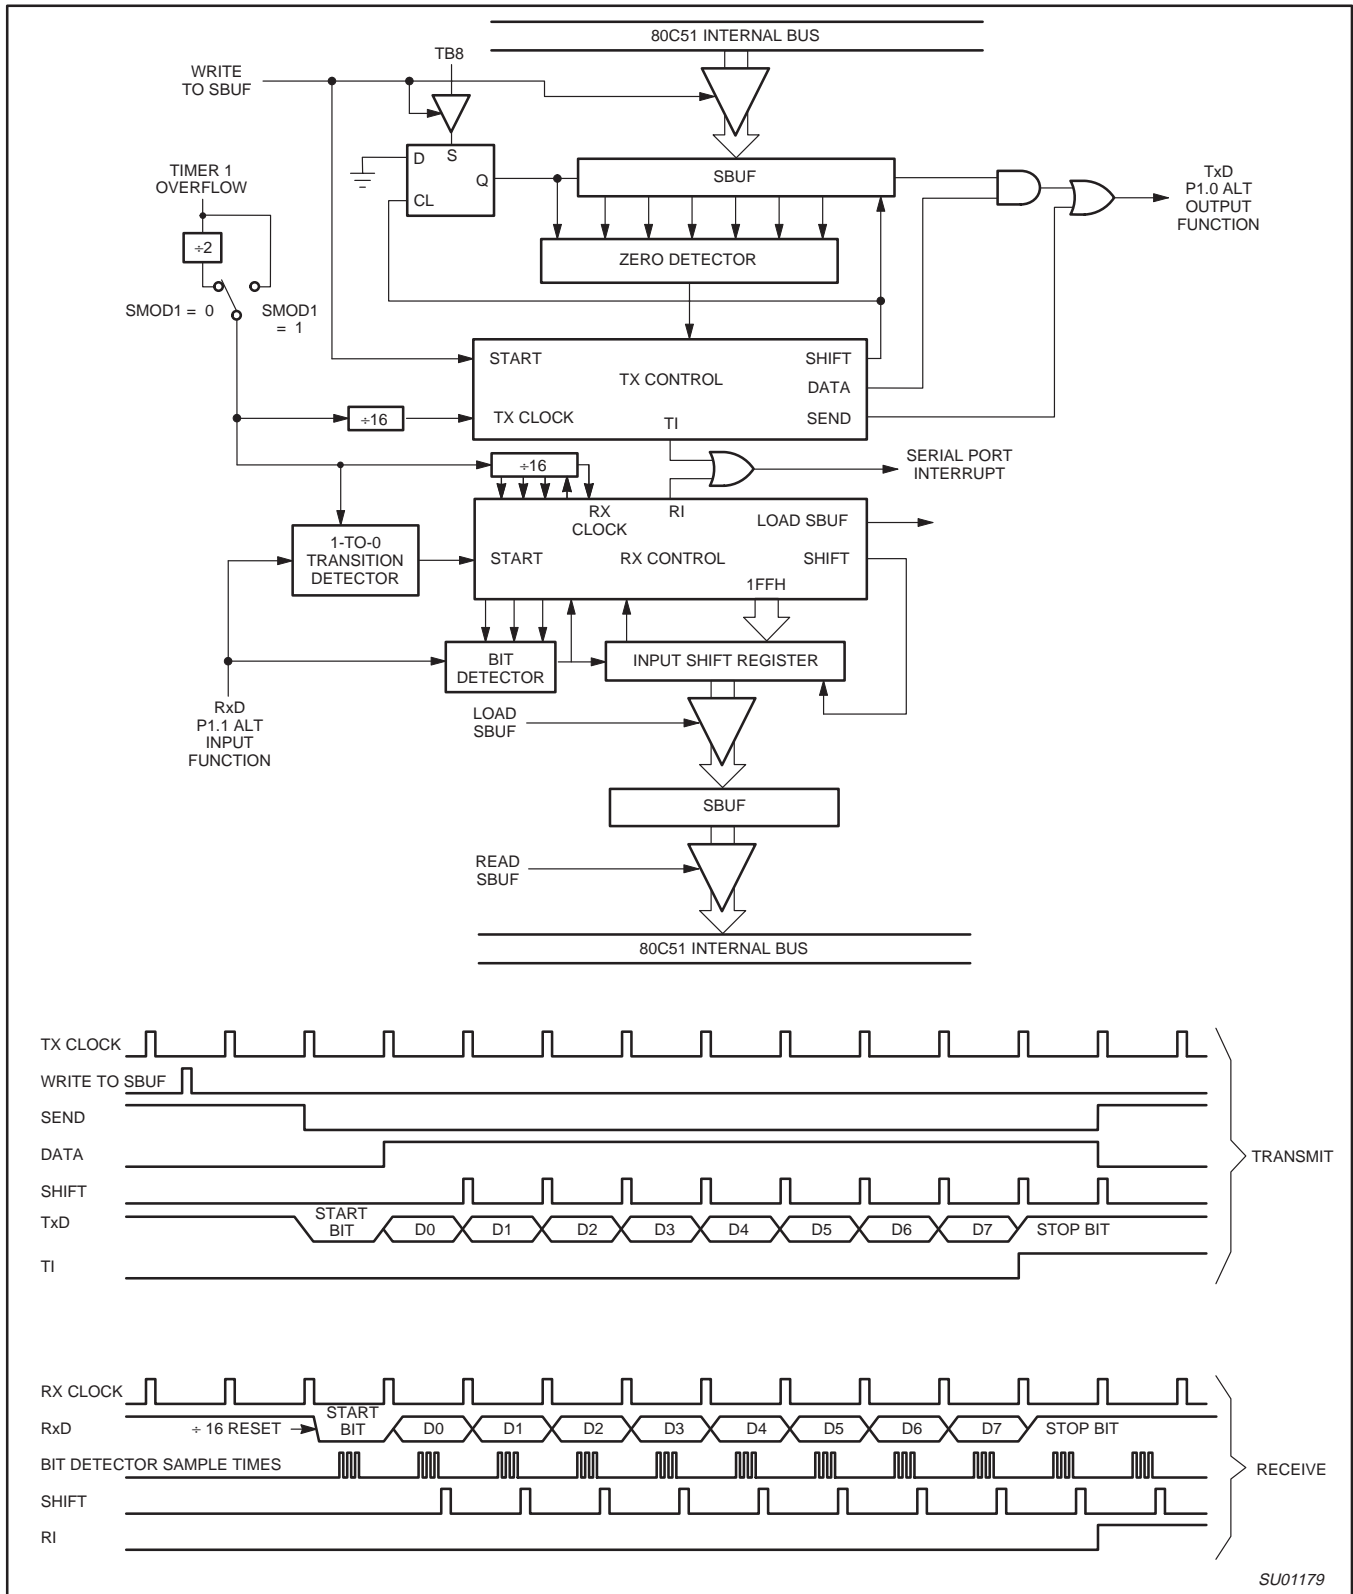 80C51 INTERNAL BUS
TB8
WRITE
TO SBUF
D
S
Q
CL
SBUF
TxD
P1.0 ALT
OUTPUT
FUNCTION
TIMER 1
OVERFLOW
÷2
ZERO DETECTOR
SMOD1 = 0
SMOD1
= 1
START
SHIFT
TX CONTROL
DATA
TX CLOCK
TI
SEND
÷16
SERIAL PORT
INTERRUPT
÷16
RX
CLOCK
RI
LOAD SBUF
1-TO-0
TRANSITION
DETECTOR
START
RX CONTROL
SHIFT
1FFH
BIT
DETECTOR
INPUT SHIFT REGISTER
RxD
P1.1 ALT
INPUT
FUNCTION
LOAD
SBUF
SBUF
READ
SBUF
80C51 INTERNAL BUS
TX CLOCK
WRITE TO SBUF
SEND
DATA
TRANSMIT
SHIFT
TxD
START
BIT
D0 D1 D2 D3 D4 D5 D6 D7 STOP BIT
TI
RX CLOCK
RxD
÷ 16 RESET
START
BIT
D0 D1 D2 D3 D4 D5 D6 D7 STOP BIT
BIT DETECTOR SAMPLE TIMES
RECEIVE
SHIFT
RI
SU01179